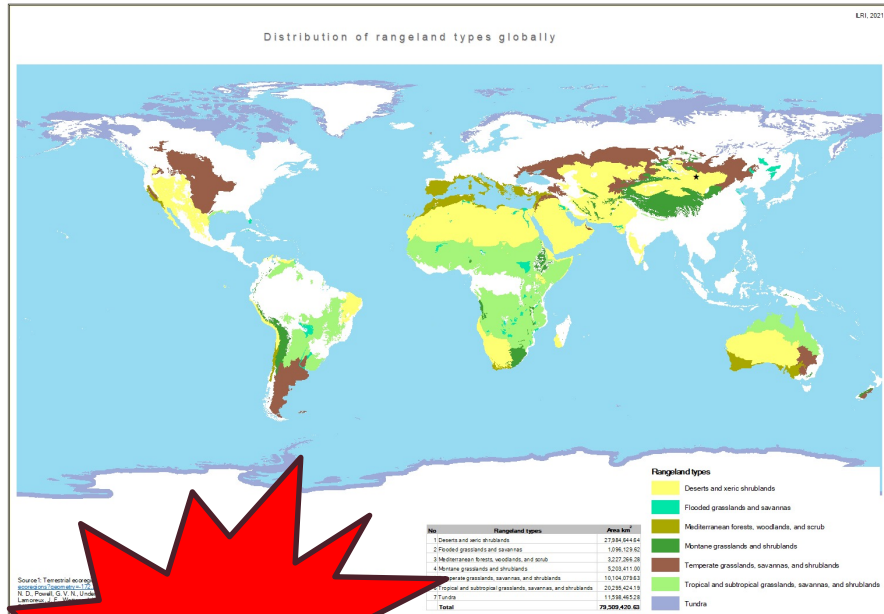 ILRI, 2021
Distribution of rangeland types globally
Rangeland types
Deserts and xeric shrublands
Flooded grasslands and savannas
Mediterranean forests, woodlands, and scrub
Montane grasslands and shrublands
Temperate grasslands, savannas, and shrublands
Tropical and subtropical grasslands, savannas, and shrublands
Tundra
No Rangeland types Area km²
1 Deserts and xeric shrublands 27,984,644.64
2 Flooded grasslands and savannas 1,096,129.62
3 Mediterranean forests, woodlands, and scrub 3,227,266.28
4 Montane grasslands and shrublands 5,203,411.00
grasslands, savannas, and shrublands 10,104,079.63
Tropical and subtropical grasslands, savannas, and shrublands 20,295,424.19
7 Tundra 11,598,465.28
Total 79,509,420.63
Source1: Terrestrial
N. D., Powell, G. V. N.,
Lamoreux, J. F.,